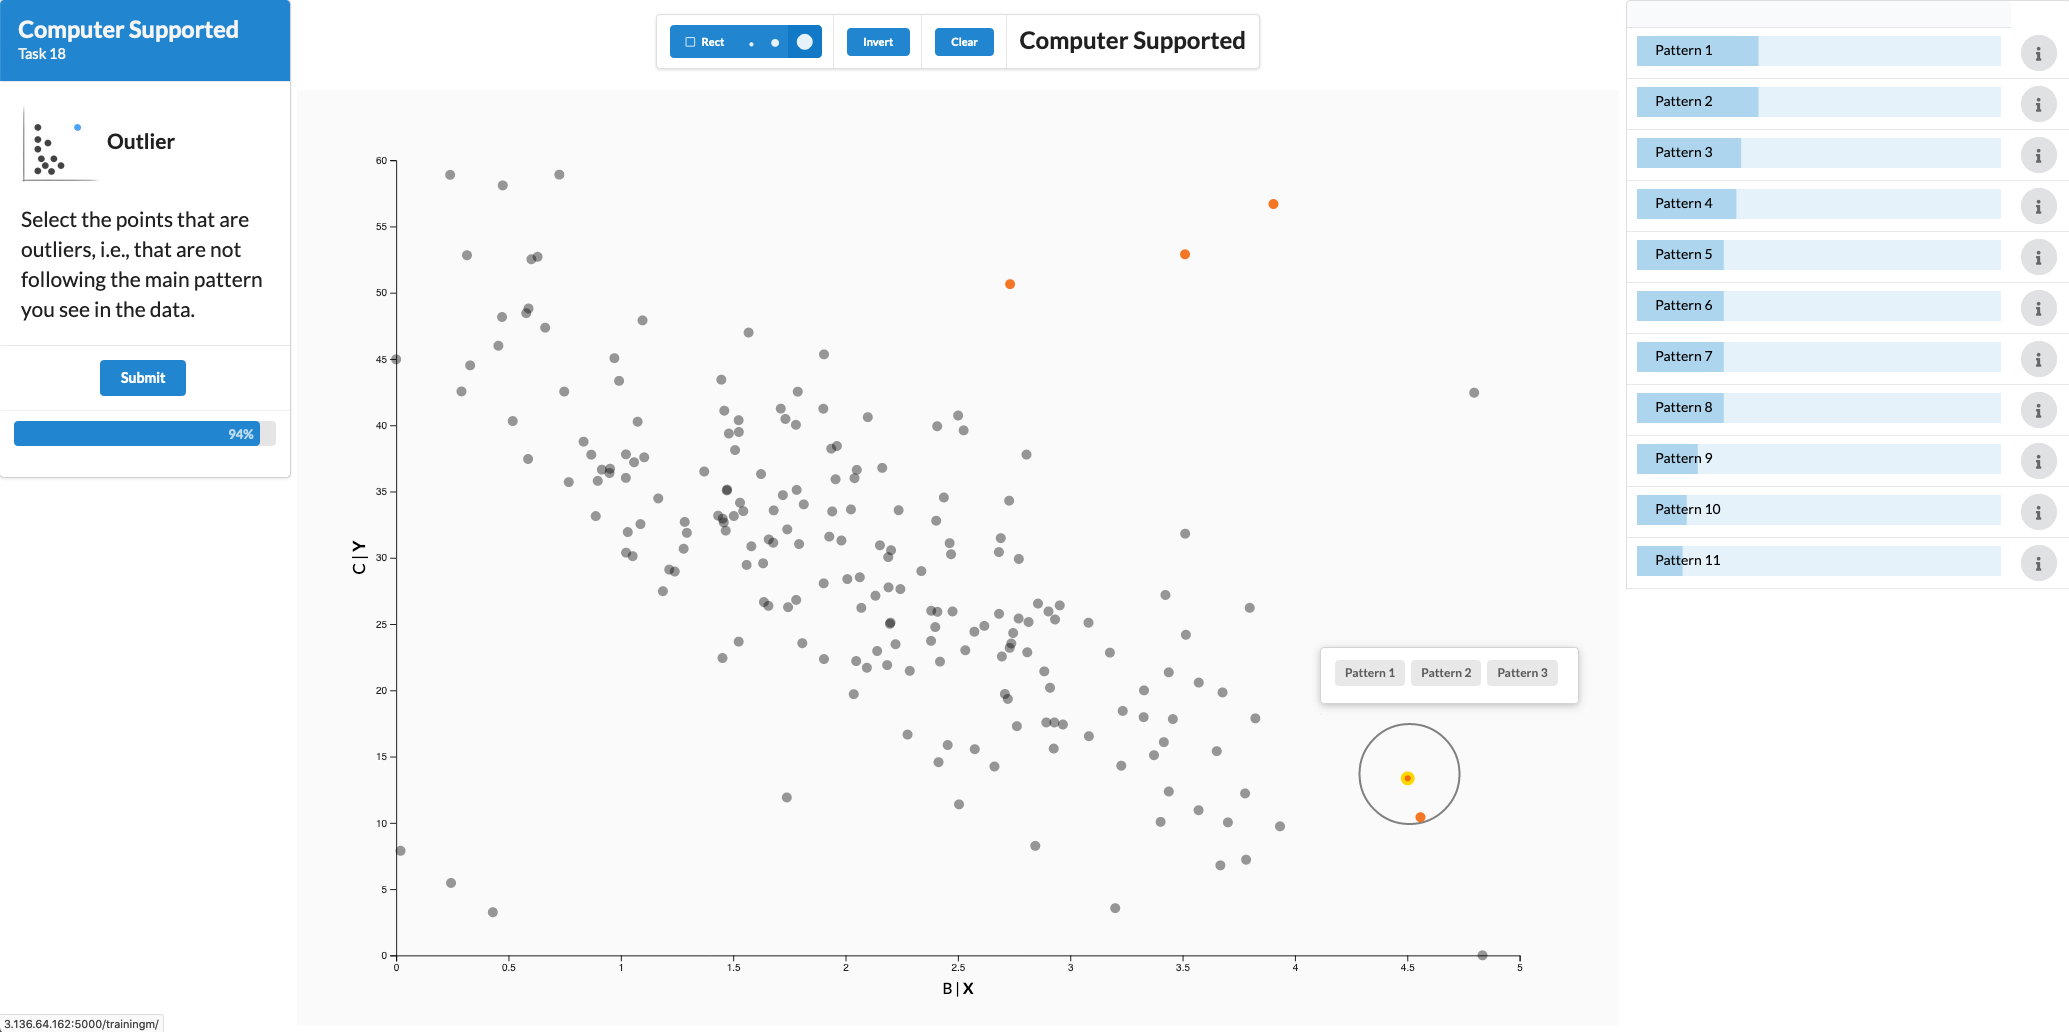 Computer Supported
Task 18
Outlier
Select the points that are
outliers, i.e., that are not
following the main pattern
you see in the data.
Submit
94%
Rect
Invert
Clear
Computer Supported
60
55
50
45
40
35
30
25
20
15
10
5
0
C|Y
0
0.5
1
1.5
2
2.5
3
3.5
4
4.5
5
B|X
Pattern 1
Pattern 2
Pattern 3
Pattern 1
Pattern 2
Pattern 3
Pattern 4
Pattern 5
Pattern 6
Pattern 7
Pattern 8
Pattern 9
Pattern 10
Pattern 11
3.136.64.162:5000/trainingm/